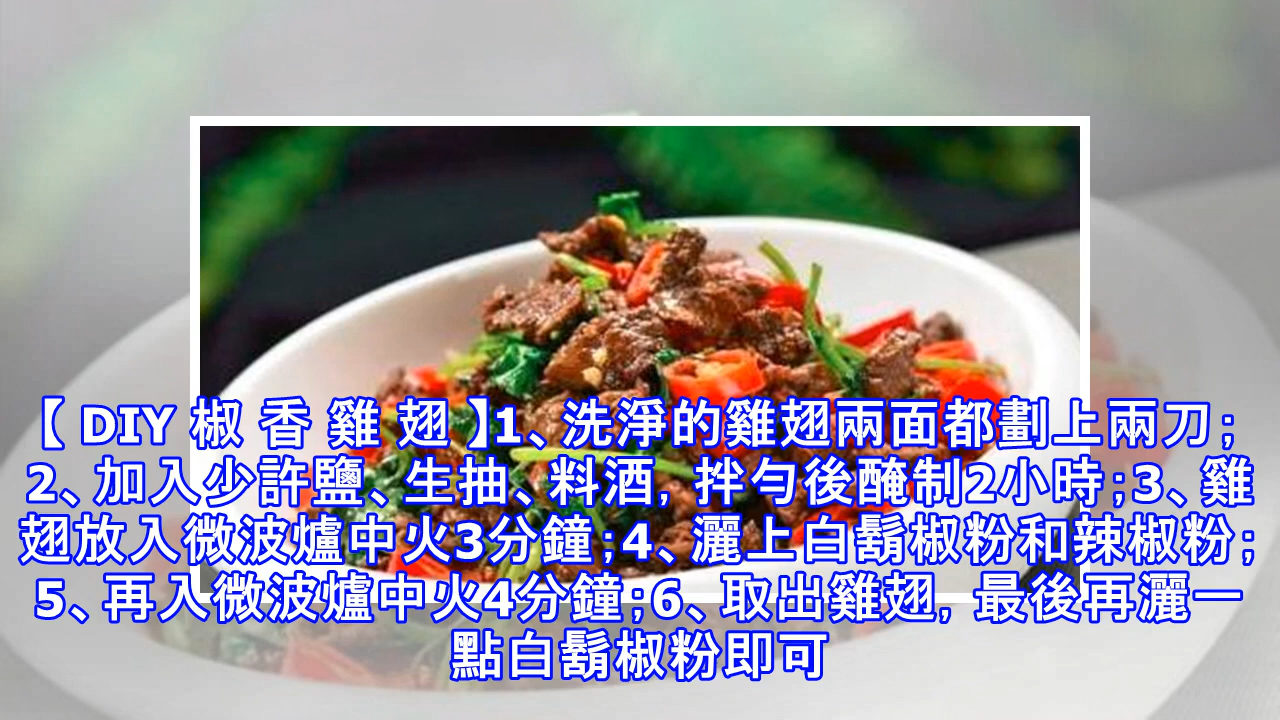 【 DIY 椒 香 雞 翅 】1、洗淨的雞翅兩面都劃上兩刀;
2、加入少許鹽、生抽、料酒, 拌勻後醃制2小時;3、雞
翅放入微波爐中火3分鐘;4、灑上白鬍椒粉和辣椒粉;
5、再入微波爐中火4分鐘;6、取出雞翅, 最後再灑一
點白鬍椒粉即可